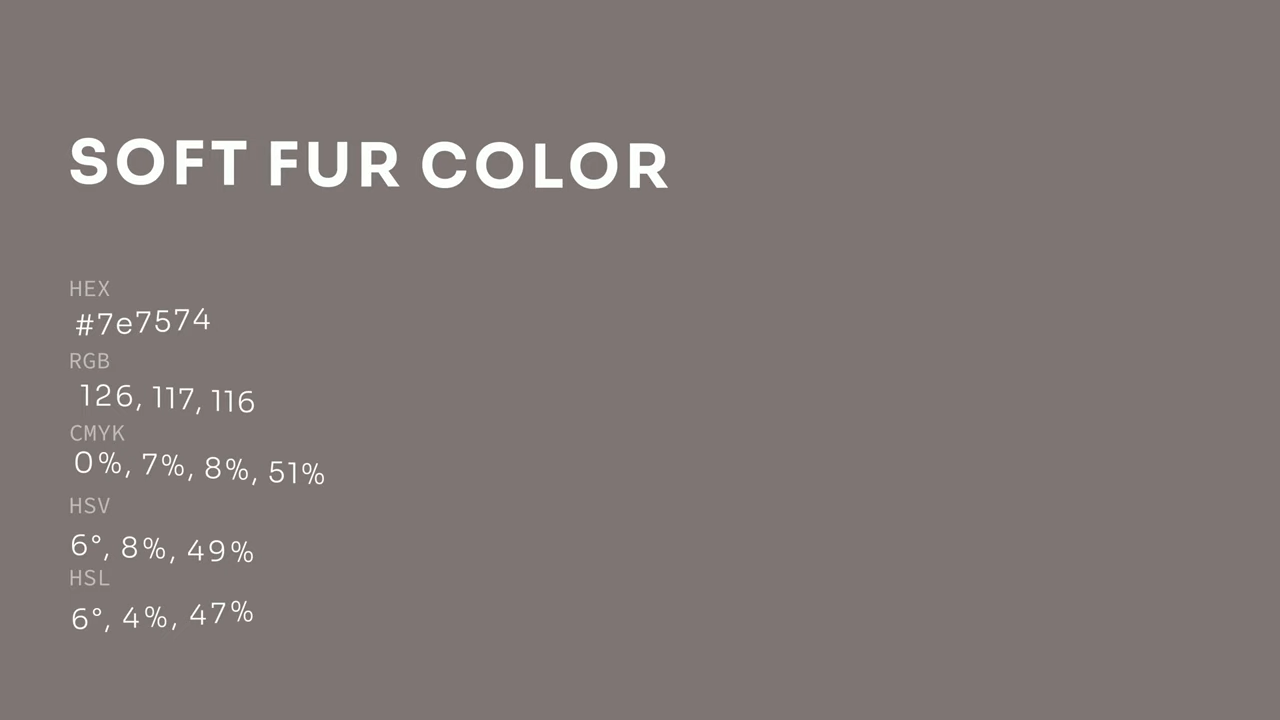 SOFT FUR COLOR
HEX
#7e7574
RGB
126, 117, 116
CMYK
0%, 7%, 8%, 51%
HSV
6°, 8%, 49%
HSL
6°, 4%, 47%